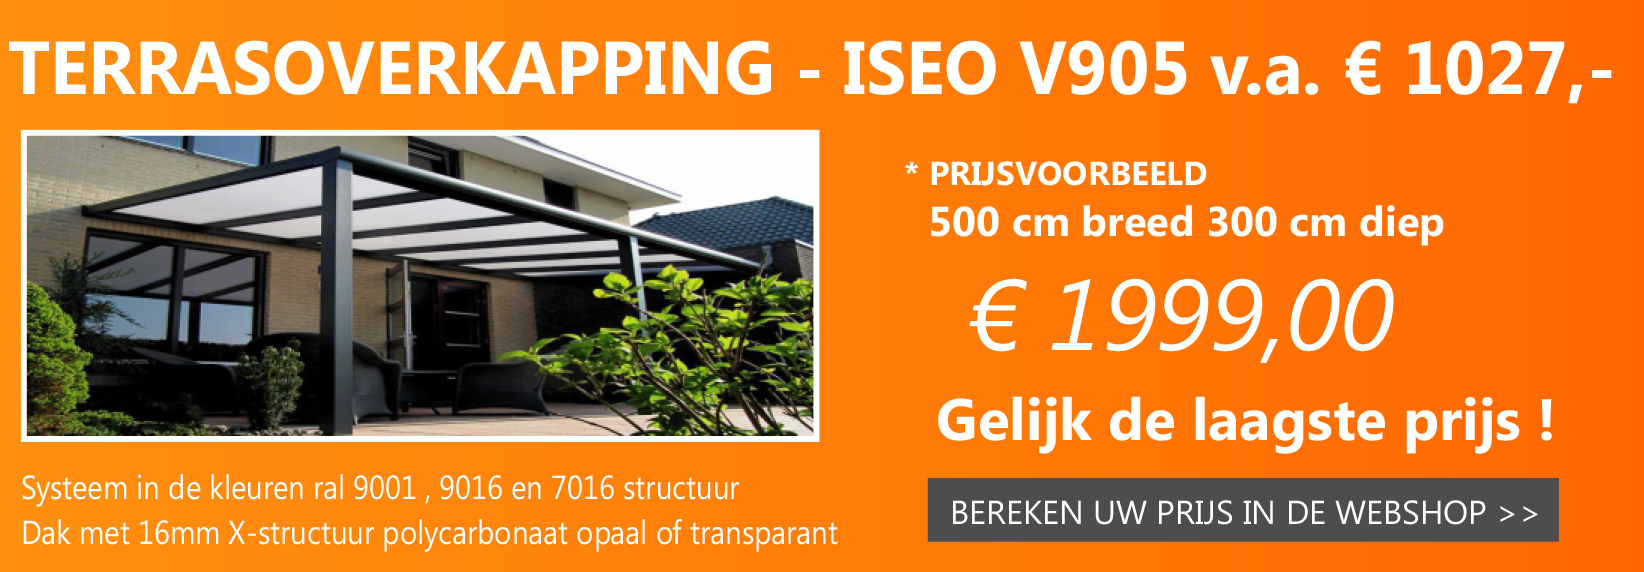 TERRASOVERKAPPING - ISEO V905 v.a. € 1027,-
* PRIJSVOORBEELD
500 cm breed 300 cm diep
€ 1999,00
Gelijk de laagste prijs !
Systeem in de kleuren ral 9001 , 9016 en 7016 structuur
Dak met 16mm X-structuur polycarbonaat opaal of transparant
BEREKEN UW PRIJS IN DE WEBSHOP >>